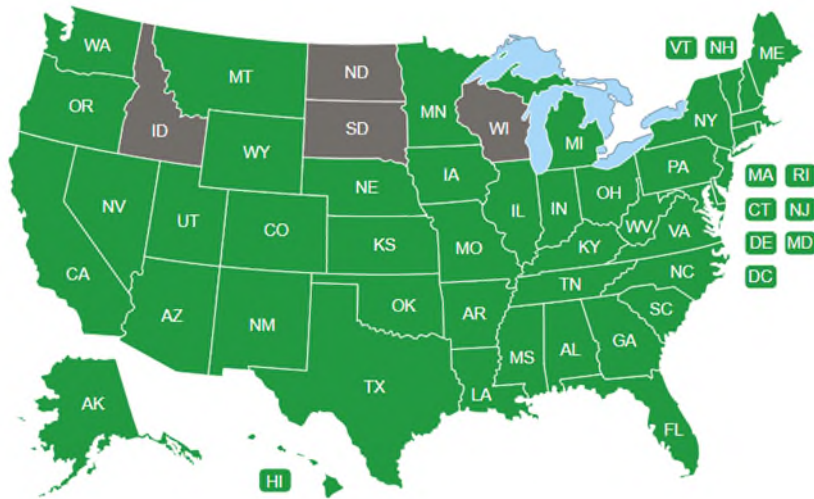 WA
MT
ND
MN
VT NH
ME
OR
ID
SD
WI
MI
NY
WY
IA
PA
NE
MA RI
NV
UT
CO
IL
IN
OH
WV
VA
CT NJ
CA
KS
MO
KY
DE MD
NC
TN
DC
AZ
NM
OK
AR
SC
MS
AL
GA
TX
LA
AK
FL
HI